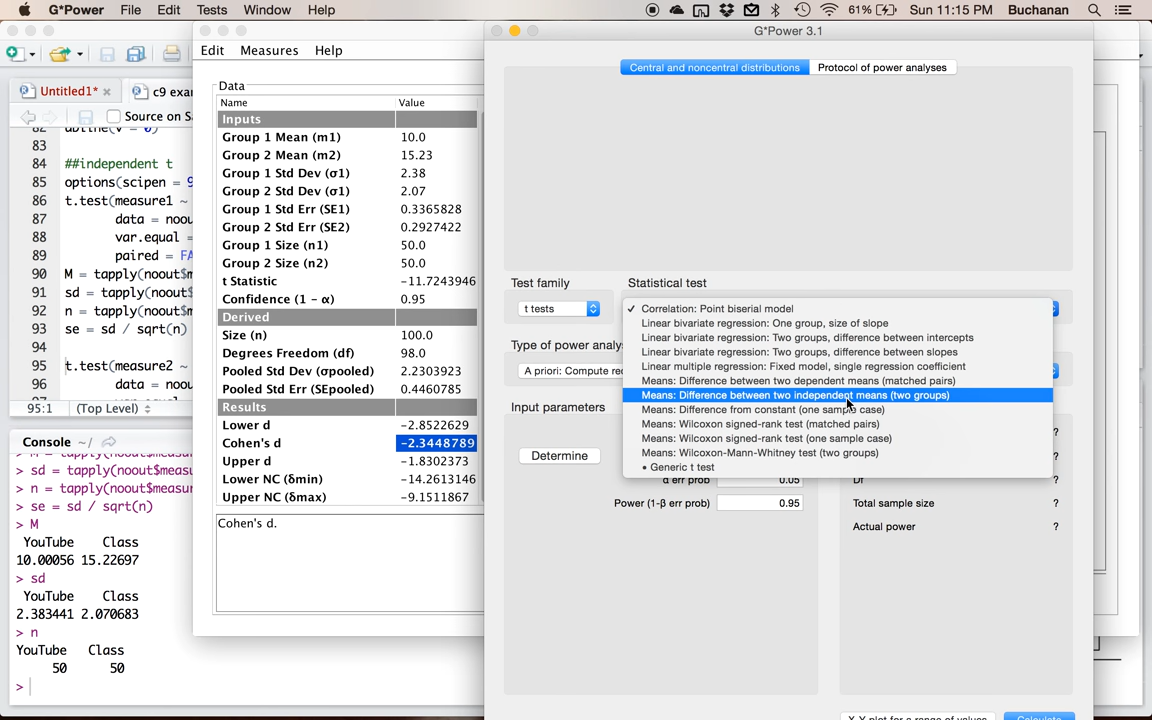 G*Power File Edit Tests Window Help 61% Sun 11:15 PM Buchanan
G*Power 3.1
Edit Measures Help
Central and noncentral distributions Protocol of power analyses
Untitled1* c9 exar
Source on Sa
Data
Name Value
Inputs
Group 1 Mean (m1) 10.0
Group 2 Mean (m2) 15.23
Group 1 Std Dev (σ1) 2.38
Group 2 Std Dev (σ1) 2.07
Group 1 Std Err (SE1) 0.3365828
Group 2 Std Err (SE2) 0.2927422
Group 1 Size (n1) 50.0
Group 2 Size (n2) 50.0
t Statistic -11.7243946
Confidence (1 - α) 0.95
Derived
Size (n) 100.0
Degrees Freedom (df) 98.0
Pooled Std Dev (σpooled) 2.2303923
Pooled Std Err (SEpooled) 0.4460785
Results
Lower d -2.8522629
Cohen's d -2.3448789
Upper d -1.8302373
Lower NC (δmin) -14.2613146
Upper NC (δmax) -9.1511867
Cohen's d.
82 abline(v = 0)
83
84 ##independent t
85 options(scipen = 9
86 t.test(measure1 ~
87 data = noou
88 var.equal =
89 paired = FA
90 M = tapply(noout$m
91 sd = tapply(noout$
92 n = tapply(noout$m
93 se = sd / sqrt(n)
94
95 t.test(measure2 ~
96 data = noou
95:1 (Top Level)
Console ~/
> M = tapply(noout$measur
> sd = tapply(noout$measu
> n = tapply(noout$measur
> se = sd / sqrt(n)
> M
YouTube Class
10.00056 15.22697
> sd
YouTube Class
2.383441 2.070683
> n
YouTube Class
50 50
>
Test family Statistical test
t tests
Correlation: Point biserial model
Linear bivariate regression: One group, size of slope
Linear bivariate regression: Two groups, difference between intercepts
Linear bivariate regression: Two groups, difference between slopes
Linear multiple regression: Fixed model, single regression coefficient
Means: Difference between two dependent means (matched pairs)
Means: Difference between two independent means (two groups)
Means: Difference from constant (one sample case)
Means: Wilcoxon signed-rank test (matched pairs)
Means: Wilcoxon signed-rank test (one sample case)
Means: Wilcoxon-Mann-Whitney test (two groups)
Generic t test
Type of power analys
A priori: Compute rec
Input parameters
Determine
α err prob 0.05 Df ?
Power (1-β err prob) 0.95 Total sample size ?
Actual power ?
X-Y plot for a range of values Calculate